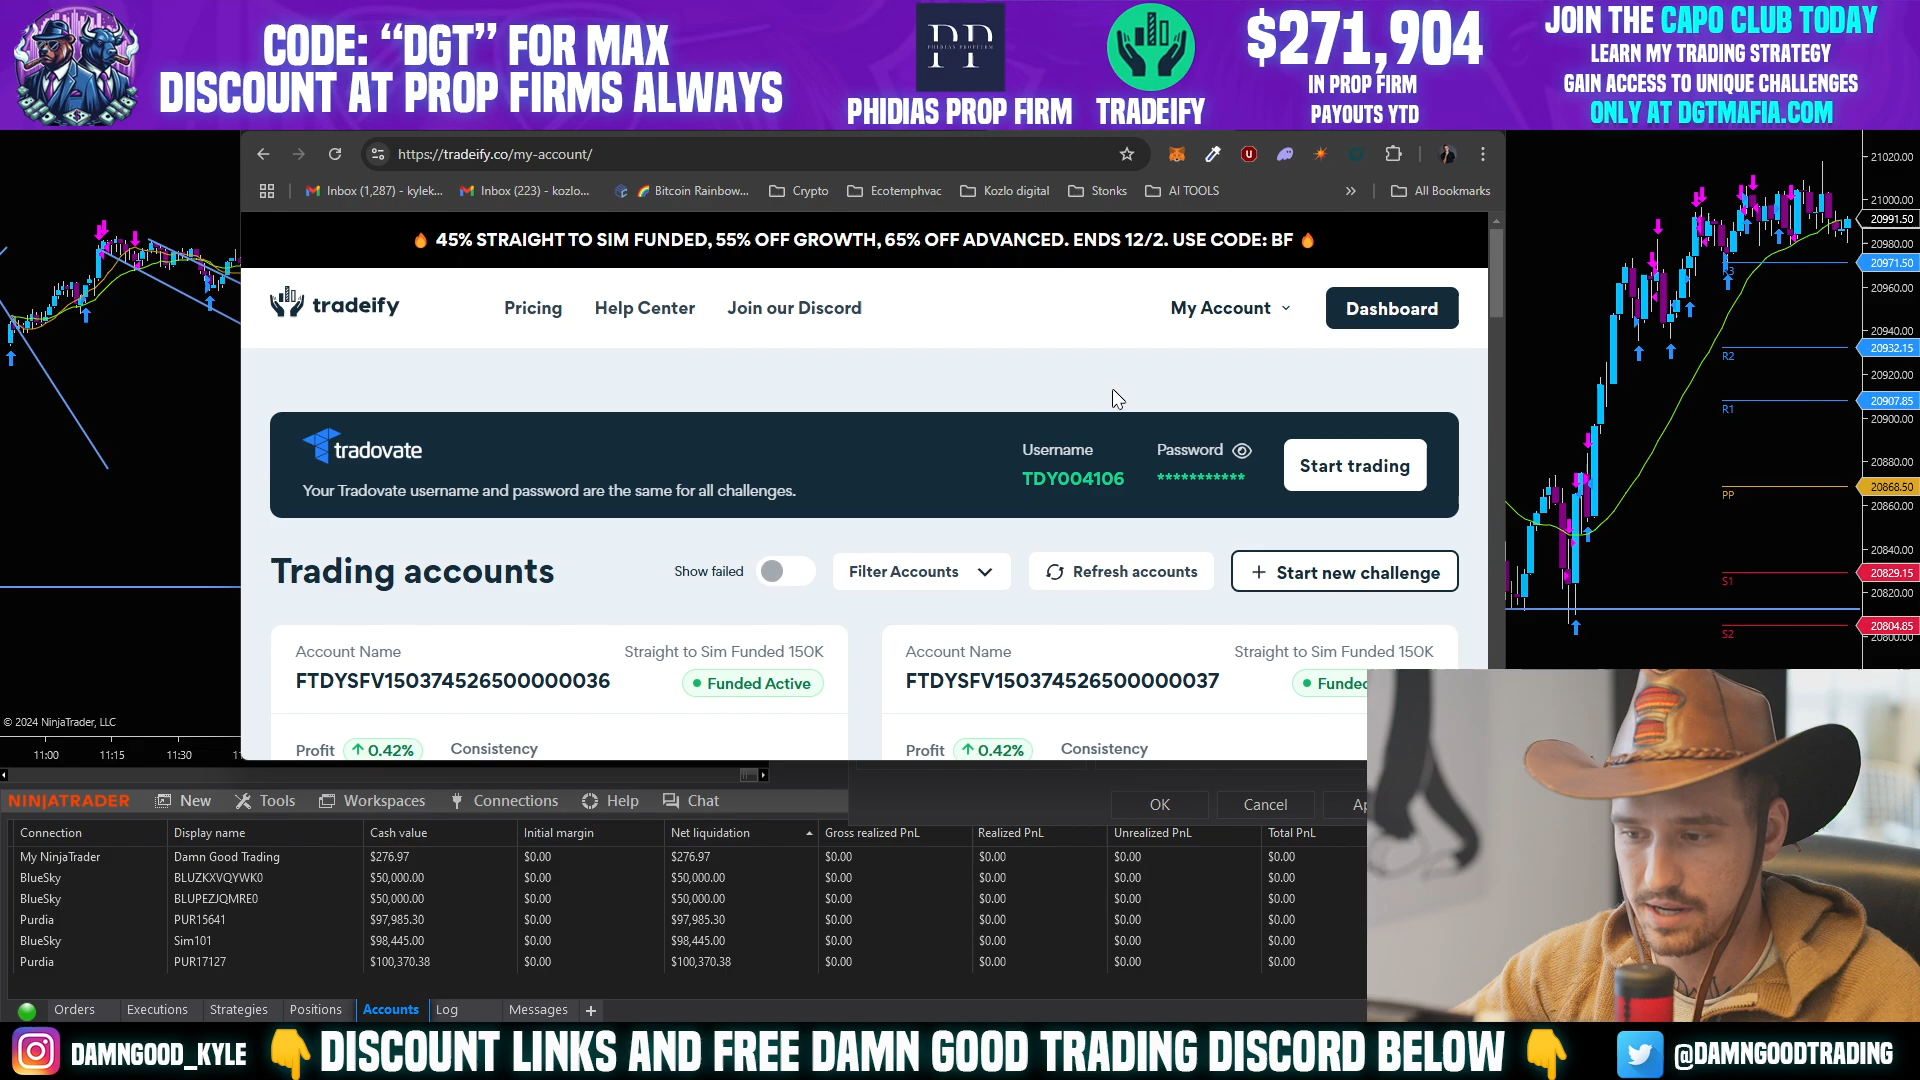 CODE: “DGT” FOR MAX
DISCOUNT AT PROP FIRMS ALWAYS
PP
PHIDIAS PROPFIRM
PHIDIAS PROP FIRM
TRADEIFY
$271,904
IN PROP FIRM
PAYOUTS YTD
JOIN THE CAPO CLUB TODAY
LEARN MY TRADING STRATEGY
GAIN ACCESS TO UNIQUE CHALLENGES
ONLY AT DGTMAFIA.COM
https://tradeify.co/my-account/
Inbox (1,287) - kylek...
Inbox (223) - kozlo...
Bitcoin Rainbow...
Crypto
Ecotemphvac
Kozlo digital
Stonks
AI TOOLS
»
All Bookmarks
45% STRAIGHT TO SIM FUNDED, 55% OFF GROWTH, 65% OFF ADVANCED. ENDS 12/2. USE CODE: BF
tradeify
Pricing
Help Center
Join our Discord
My Account
Dashboard
tradovate
Your Tradovate username and password are the same for all challenges.
Username
TDY004106
Password
***********
Start trading
Trading accounts
Show failed
Filter Accounts
Refresh accounts
+ Start new challenge
Account Name
Straight to Sim Funded 150K
FTDYSFV150374526500000036
Funded Active
Profit
0.42%
Consistency
Account Name
Straight to Sim Funded 150K
FTDYSFV150374526500000037
Profit
0.42%
Consistency
21020.00
21000.00
20991.50
20980.00
20971.50
20960.00
20940.00
20932.15
20920.00
20907.85
20900.00
20880.00
20868.50
20860.00
20840.00
20829.15
20820.00
20804.85
20800.00
R3
R2
R1
PP
S1
S2
© 2024 NinjaTrader, LLC
11:00
11:15
11:30
OK
Cancel
NINJATRADER
New
Tools
Workspaces
Connections
Help
Chat
Connection Display name Cash value Initial margin Net liquidation Gross realized PnL Realized PnL Unrealized PnL Total PnL
My NinjaTrader Damn Good Trading $276.97 $0.00 $276.97 $0.00 $0.00 $0.00 $0.00
BlueSky BLUZKXVQYWK0 $50,000.00 $0.00 $50,000.00 $0.00 $0.00 $0.00 $0.00
BlueSky BLUPEZJQMRE0 $50,000.00 $0.00 $50,000.00 $0.00 $0.00 $0.00 $0.00
Purdia PUR15641 $97,985.30 $0.00 $97,985.30 $0.00 $0.00 $0.00 $0.00
BlueSky Sim101 $98,445.00 $0.00 $98,445.00 $0.00 $0.00 $0.00 $0.00
Purdia PUR17127 $100,370.38 $0.00 $100,370.38 $0.00 $0.00 $0.00 $0.00
Orders
Executions
Strategies
Positions
Accounts
Log
Messages
+
DAMNGOOD_KYLE
DISCOUNT LINKS AND FREE DAMN GOOD TRADING DISCORD BELOW
@DAMNGOODTRADING